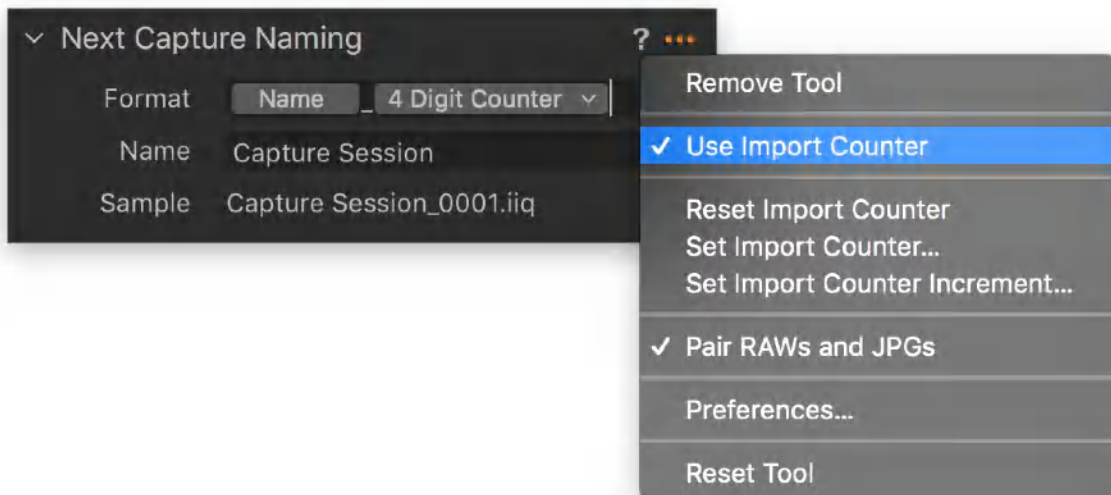 Next Capture Naming ? •••
Format Name _ 4 Digit Counter
Name Capture Session
Sample Capture Session_0001.iiq
Remove Tool
✓ Use Import Counter
Reset Import Counter
Set Import Counter...
Set Import Counter Increment...
✓ Pair RAWs and JPGs
Preferences...
Reset Tool